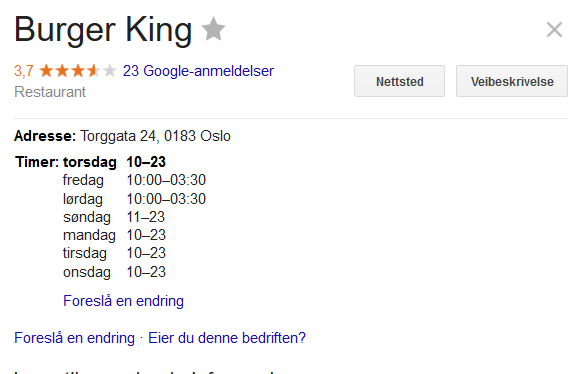 Burger King
3,7 23 Google-anmeldelser
Nettsted Veibeskrivelse
Restaurant
Adresse: Torggata 24, 0183 Oslo
Timer: torsdag 10–23
fredag 10:00–03:30
lørdag 10:00–03:30
søndag 11–23
mandag 10–23
tirsdag 10–23
onsdag 10–23
Foreslå en endring
Foreslå en endring · Eier du denne bedriften?